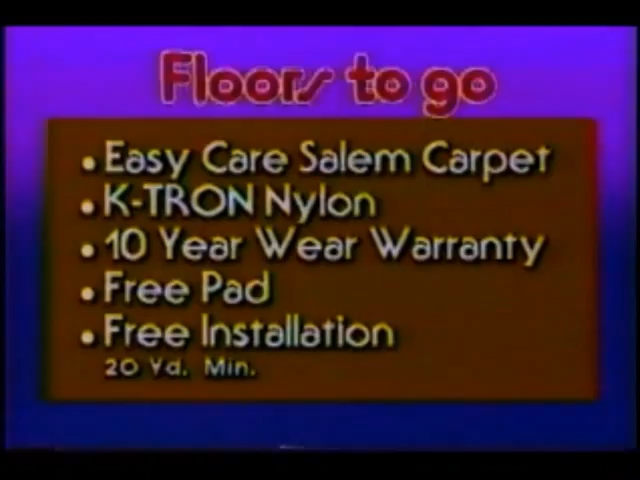 Floors to go
• Easy Care Salem Carpet
• K-TRON Nylon
• 10 Year Wear Warranty
• Free Pad
• Free Installation
20 Yd. Min.